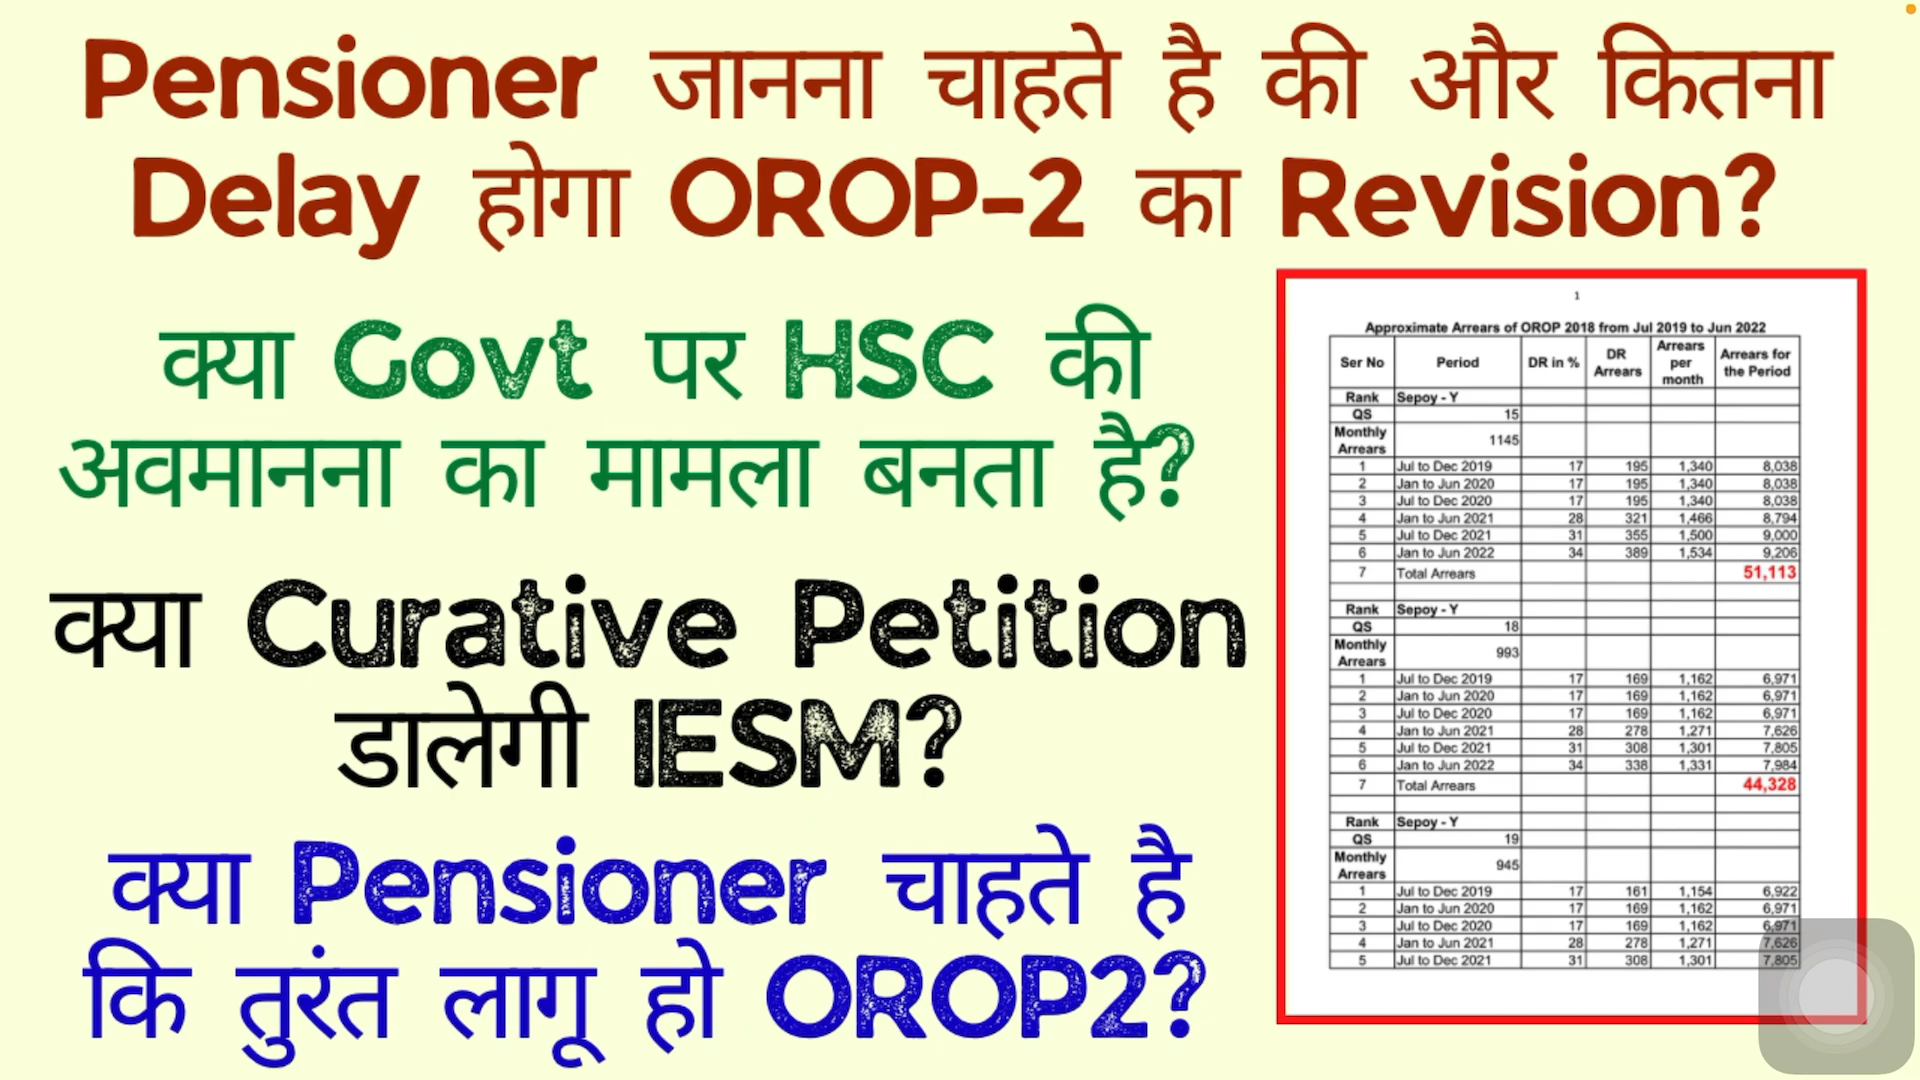 Pensioner जानना चाहते है की और कितना
Delay होगा OROP-2 का Revision?
क्या Govt पर HSC की
अवमानना का मामला बनता है?
क्या Curative Petition
डालेगी IESM?
क्या Pensioner चाहते है
कि तुरंत लागू हो OROP2?
1
Approximate Arrears of OROP 2018 from Jul 2019 to Jun 2022
Ser No Period DR in % DR Arrears Arrears per month Arrears for the Period
Rank Sepoy - Y
QS 15
Monthly Arrears 1145
1 Jul to Dec 2019 17 195 1,340 8,038
2 Jan to Jun 2020 17 195 1,340 8,038
3 Jul to Dec 2020 17 195 1,340 8,038
4 Jan to Jun 2021 28 321 1,466 8,794
5 Jul to Dec 2021 31 355 1,500 9,000
6 Jan to Jun 2022 34 389 1,534 9,206
7 Total Arrears 51,113
Rank Sepoy - Y
QS 18
Monthly Arrears 993
1 Jul to Dec 2019 17 169 1,162 6,971
2 Jan to Jun 2020 17 169 1,162 6,971
3 Jul to Dec 2020 17 169 1,162 6,971
4 Jan to Jun 2021 28 278 1,271 7,626
5 Jul to Dec 2021 31 308 1,301 7,805
6 Jan to Jun 2022 34 338 1,331 7,984
7 Total Arrears 44,328
Rank Sepoy - Y
QS 19
Monthly Arrears 945
1 Jul to Dec 2019 17 161 1,154 6,922
2 Jan to Jun 2020 17 169 1,162 6,971
3 Jul to Dec 2020 17 169 1,162 6,971
4 Jan to Jun 2021 28 278 1,271 7,626
5 Jul to Dec 2021 31 308 1,301 7,805